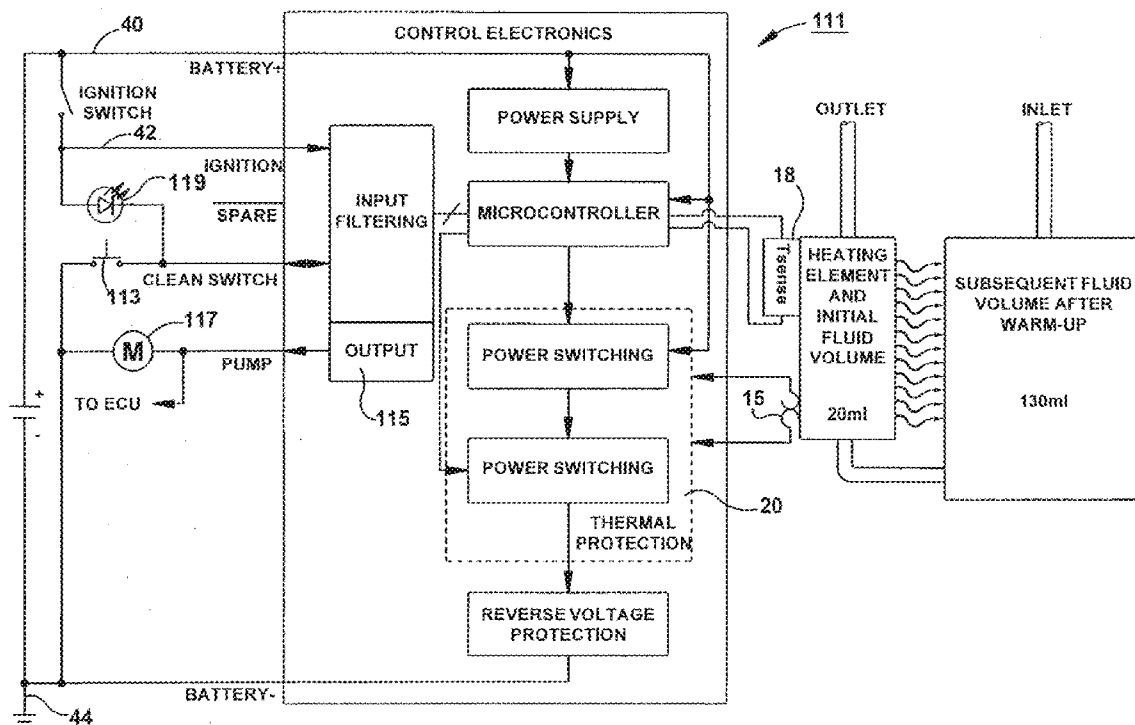 40
CONTROL ELECTRONICS
111
BATTERY+
IGNITION
SWITCH
42
IGNITION
119
SPARE
CLEAN SWITCH
113
117
M
PUMP
TO ECU
+
-
INPUT
FILTERING
OUTPUT
115
POWER SUPPLY
MICROCONTROLLER
POWER SWITCHING
POWER SWITCHING
THERMAL
PROTECTION
20
REVERSE VOLTAGE
PROTECTION
BATTERY-
44
OUTLET
INLET
18
Tsense
HEATING
ELEMENT
AND
INITIAL
FLUID
VOLUME
20ml
15
SUBSEQUENT FLUID
VOLUME AFTER
WARM-UP
130ml